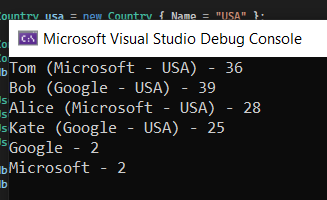 Country usa = new Country { Name = "USA" };
Microsoft Visual Studio Debug Console
Tom (Microsoft - USA) - 36
Bob (Google - USA) - 39
Alice (Microsoft - USA) - 28
Kate (Google - USA) - 25
Google - 2
Microsoft - 2